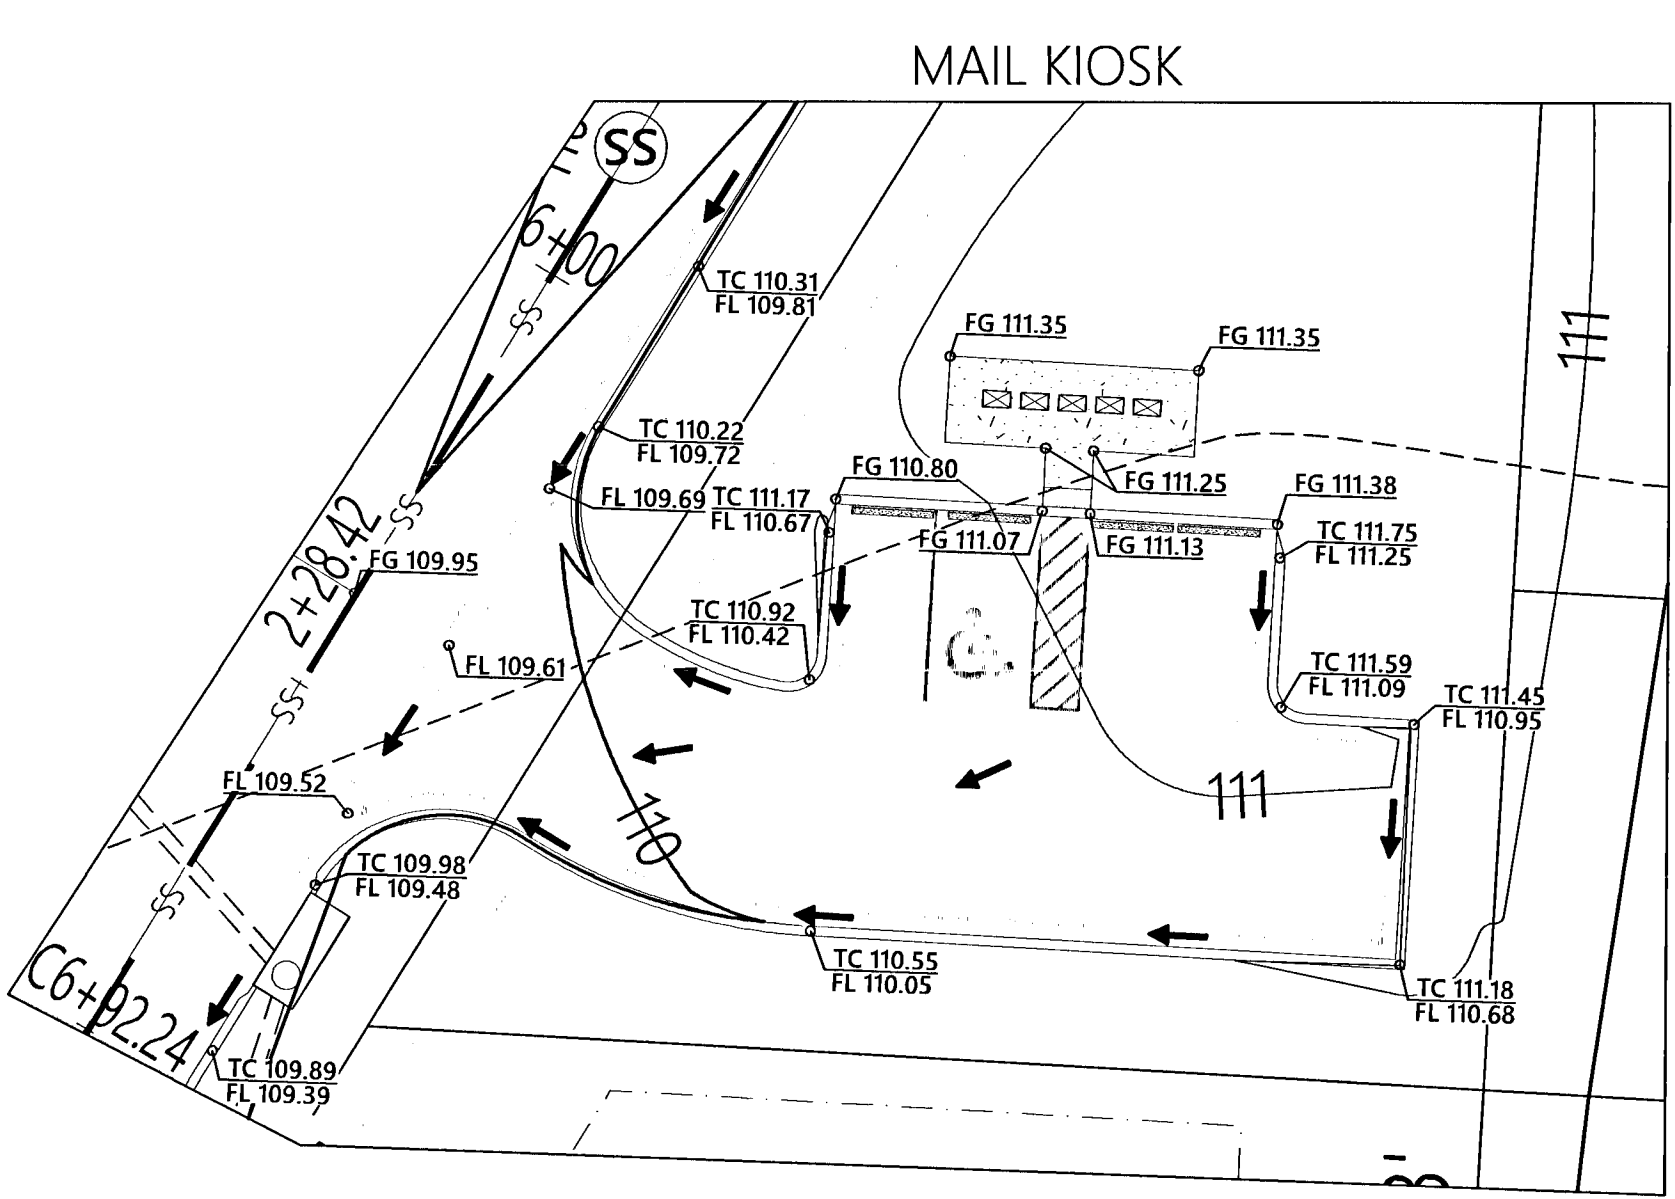 MAIL KIOSK
SS
6+00
TC 110.31
FL 109.81
SS
111
FG 111.35
FG 111.35
TC 110.22
FL 109.72
FG 110.80
FL 109.69
TC 111.17
FL 110.67
FG 111.25
FG 111.38
SS
FG 111.07
FG 111.13
TC 111.75
FL 111.25
2+28.42
FG 109.95
TC 110.92
FL 110.42
FL 109.61
TC 111.59
FL 111.09
TC 111.45
FL 110.95
SS
FL 109.52
111
110
TC 109.98
FL 109.48
SS
TC 110.55
FL 110.05
TC 111.18
FL 110.68
C6+92.24
TC 109.89
FL 109.39